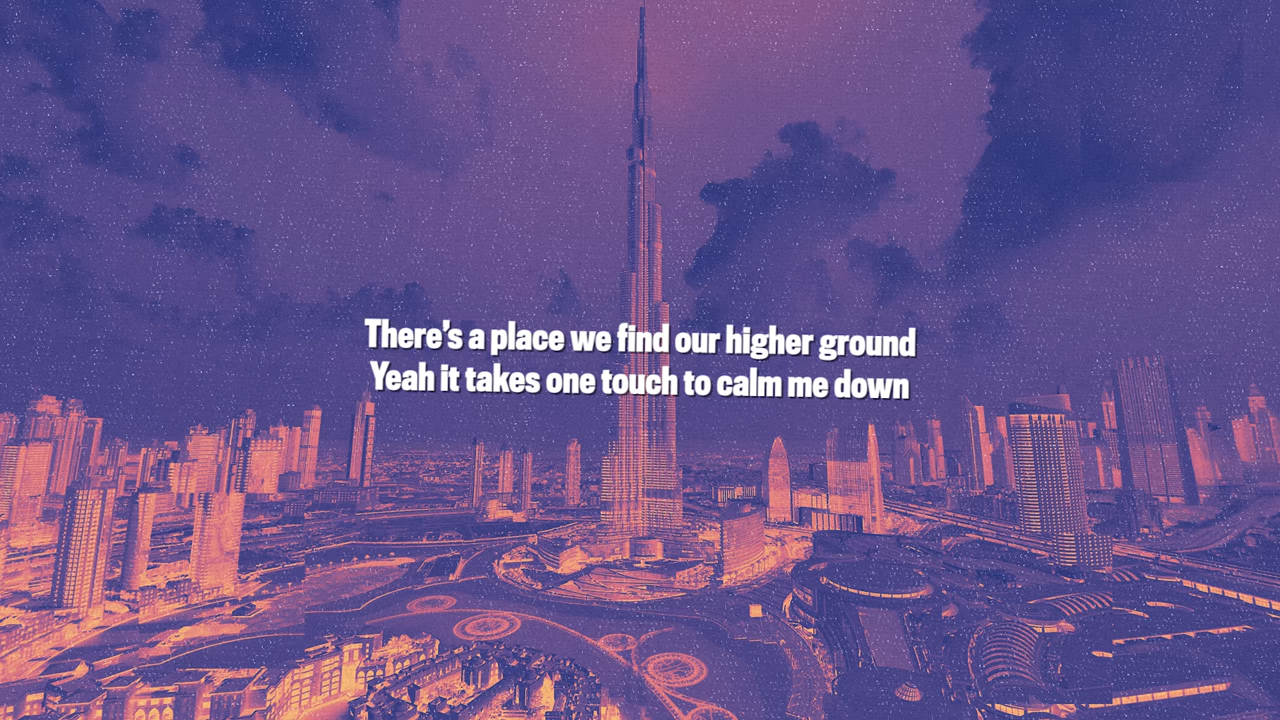 There's a place we find our higher ground
Yeah it takes one touch to calm me down